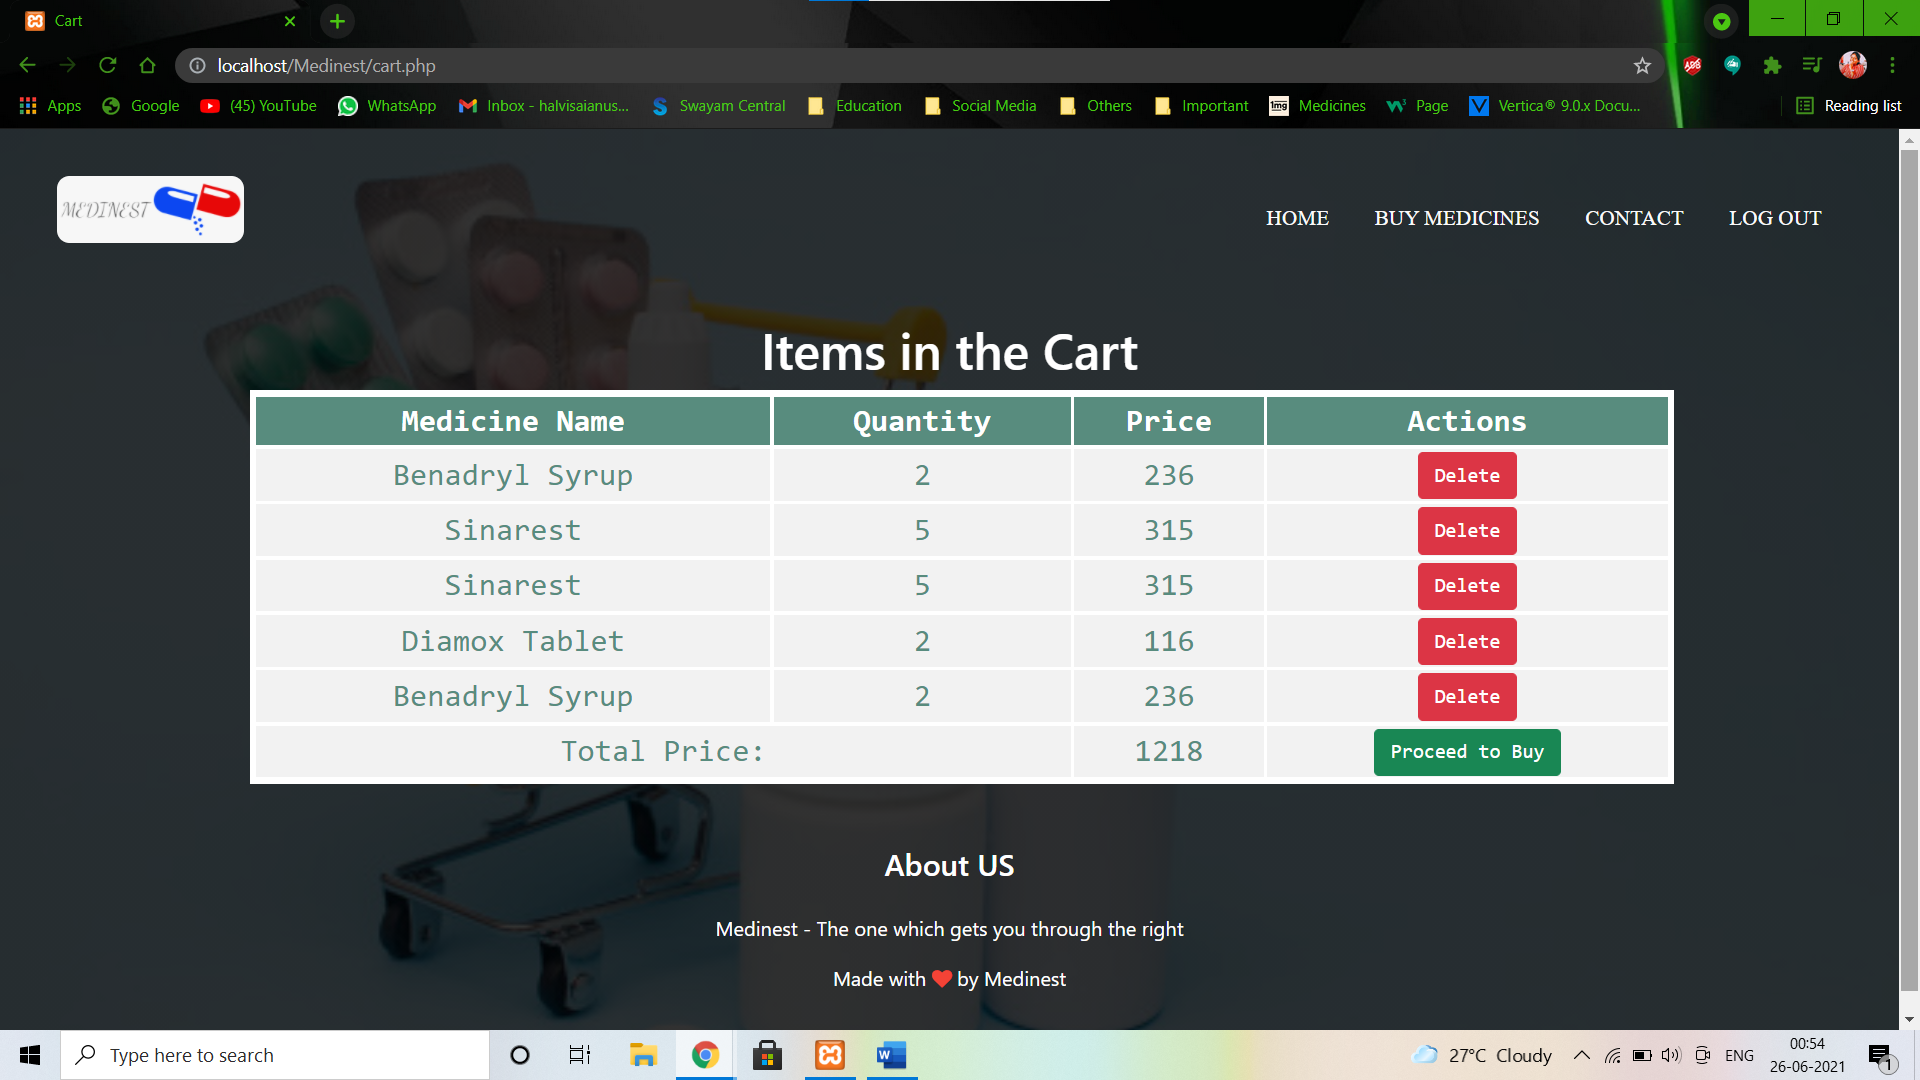 Cart
localhost/Medinest/cart.php
Apps Google (45) YouTube WhatsApp Inbox - halvisaianus... Swayam Central Education Social Media Others Important 1mg Medicines Page Vertica® 9.0.x Docu... Reading list
MEDINEST
HOME BUY MEDICINES CONTACT LOG OUT
Items in the Cart
Medicine Name Quantity Price Actions
Benadryl Syrup 2 236 Delete
Sinarest 5 315 Delete
Sinarest 5 315 Delete
Diamox Tablet 2 116 Delete
Benadryl Syrup 2 236 Delete
Total Price: 1218 Proceed to Buy
About US
Medinest - The one which gets you through the right
Made with ❤ by Medinest
Type here to search
27°C Cloudy
ENG
00:54
26-06-2021
1